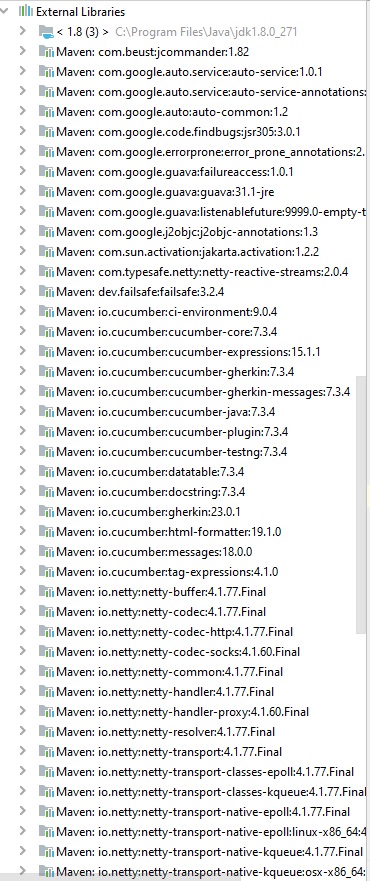 External Libraries
< 1.8 (3) > C:\Program Files\Java\jdk1.8.0_271
Maven: com.beust:jcommander:1.82
Maven: com.google.auto.service:auto-service:1.0.1
Maven: com.google.auto.service:auto-service-annotations:
Maven: com.google.auto:auto-common:1.2
Maven: com.google.code.findbugs:jsr305:3.0.1
Maven: com.google.errorprone:error_prone_annotations:2.
Maven: com.google.guava:failureaccess:1.0.1
Maven: com.google.guava:guava:31.1-jre
Maven: com.google.guava:listenablefuture:9999.0-empty-t
Maven: com.google.j2objc:j2objc-annotations:1.3
Maven: com.sun.activation:jakarta.activation:1.2.2
Maven: com.typesafe.netty:netty-reactive-streams:2.0.4
Maven: dev.failsafe:failsafe:3.2.4
Maven: io.cucumber:ci-environment:9.0.4
Maven: io.cucumber:cucumber-core:7.3.4
Maven: io.cucumber:cucumber-expressions:15.1.1
Maven: io.cucumber:cucumber-gherkin:7.3.4
Maven: io.cucumber:cucumber-gherkin-messages:7.3.4
Maven: io.cucumber:cucumber-java:7.3.4
Maven: io.cucumber:cucumber-plugin:7.3.4
Maven: io.cucumber:cucumber-testng:7.3.4
Maven: io.cucumber:datatable:7.3.4
Maven: io.cucumber:docstring:7.3.4
Maven: io.cucumber:gherkin:23.0.1
Maven: io.cucumber:html-formatter:19.1.0
Maven: io.cucumber:messages:18.0.0
Maven: io.cucumber:tag-expressions:4.1.0
Maven: io.netty:netty-buffer:4.1.77.Final
Maven: io.netty:netty-codec:4.1.77.Final
Maven: io.netty:netty-codec-http:4.1.77.Final
Maven: io.netty:netty-codec-socks:4.1.60.Final
Maven: io.netty:netty-common:4.1.77.Final
Maven: io.netty:netty-handler:4.1.77.Final
Maven: io.netty:netty-handler-proxy:4.1.60.Final
Maven: io.netty:netty-resolver:4.1.77.Final
Maven: io.netty:netty-transport:4.1.77.Final
Maven: io.netty:netty-transport-classes-epoll:4.1.77.Final
Maven: io.netty:netty-transport-classes-kqueue:4.1.77.Final
Maven: io.netty:netty-transport-native-epoll:4.1.77.Final
Maven: io.netty:netty-transport-native-epoll:linux-x86_64:4
Maven: io.netty:netty-transport-native-kqueue:4.1.77.Final
Maven: io.netty:netty-transport-native-kqueue:osx-x86_64: